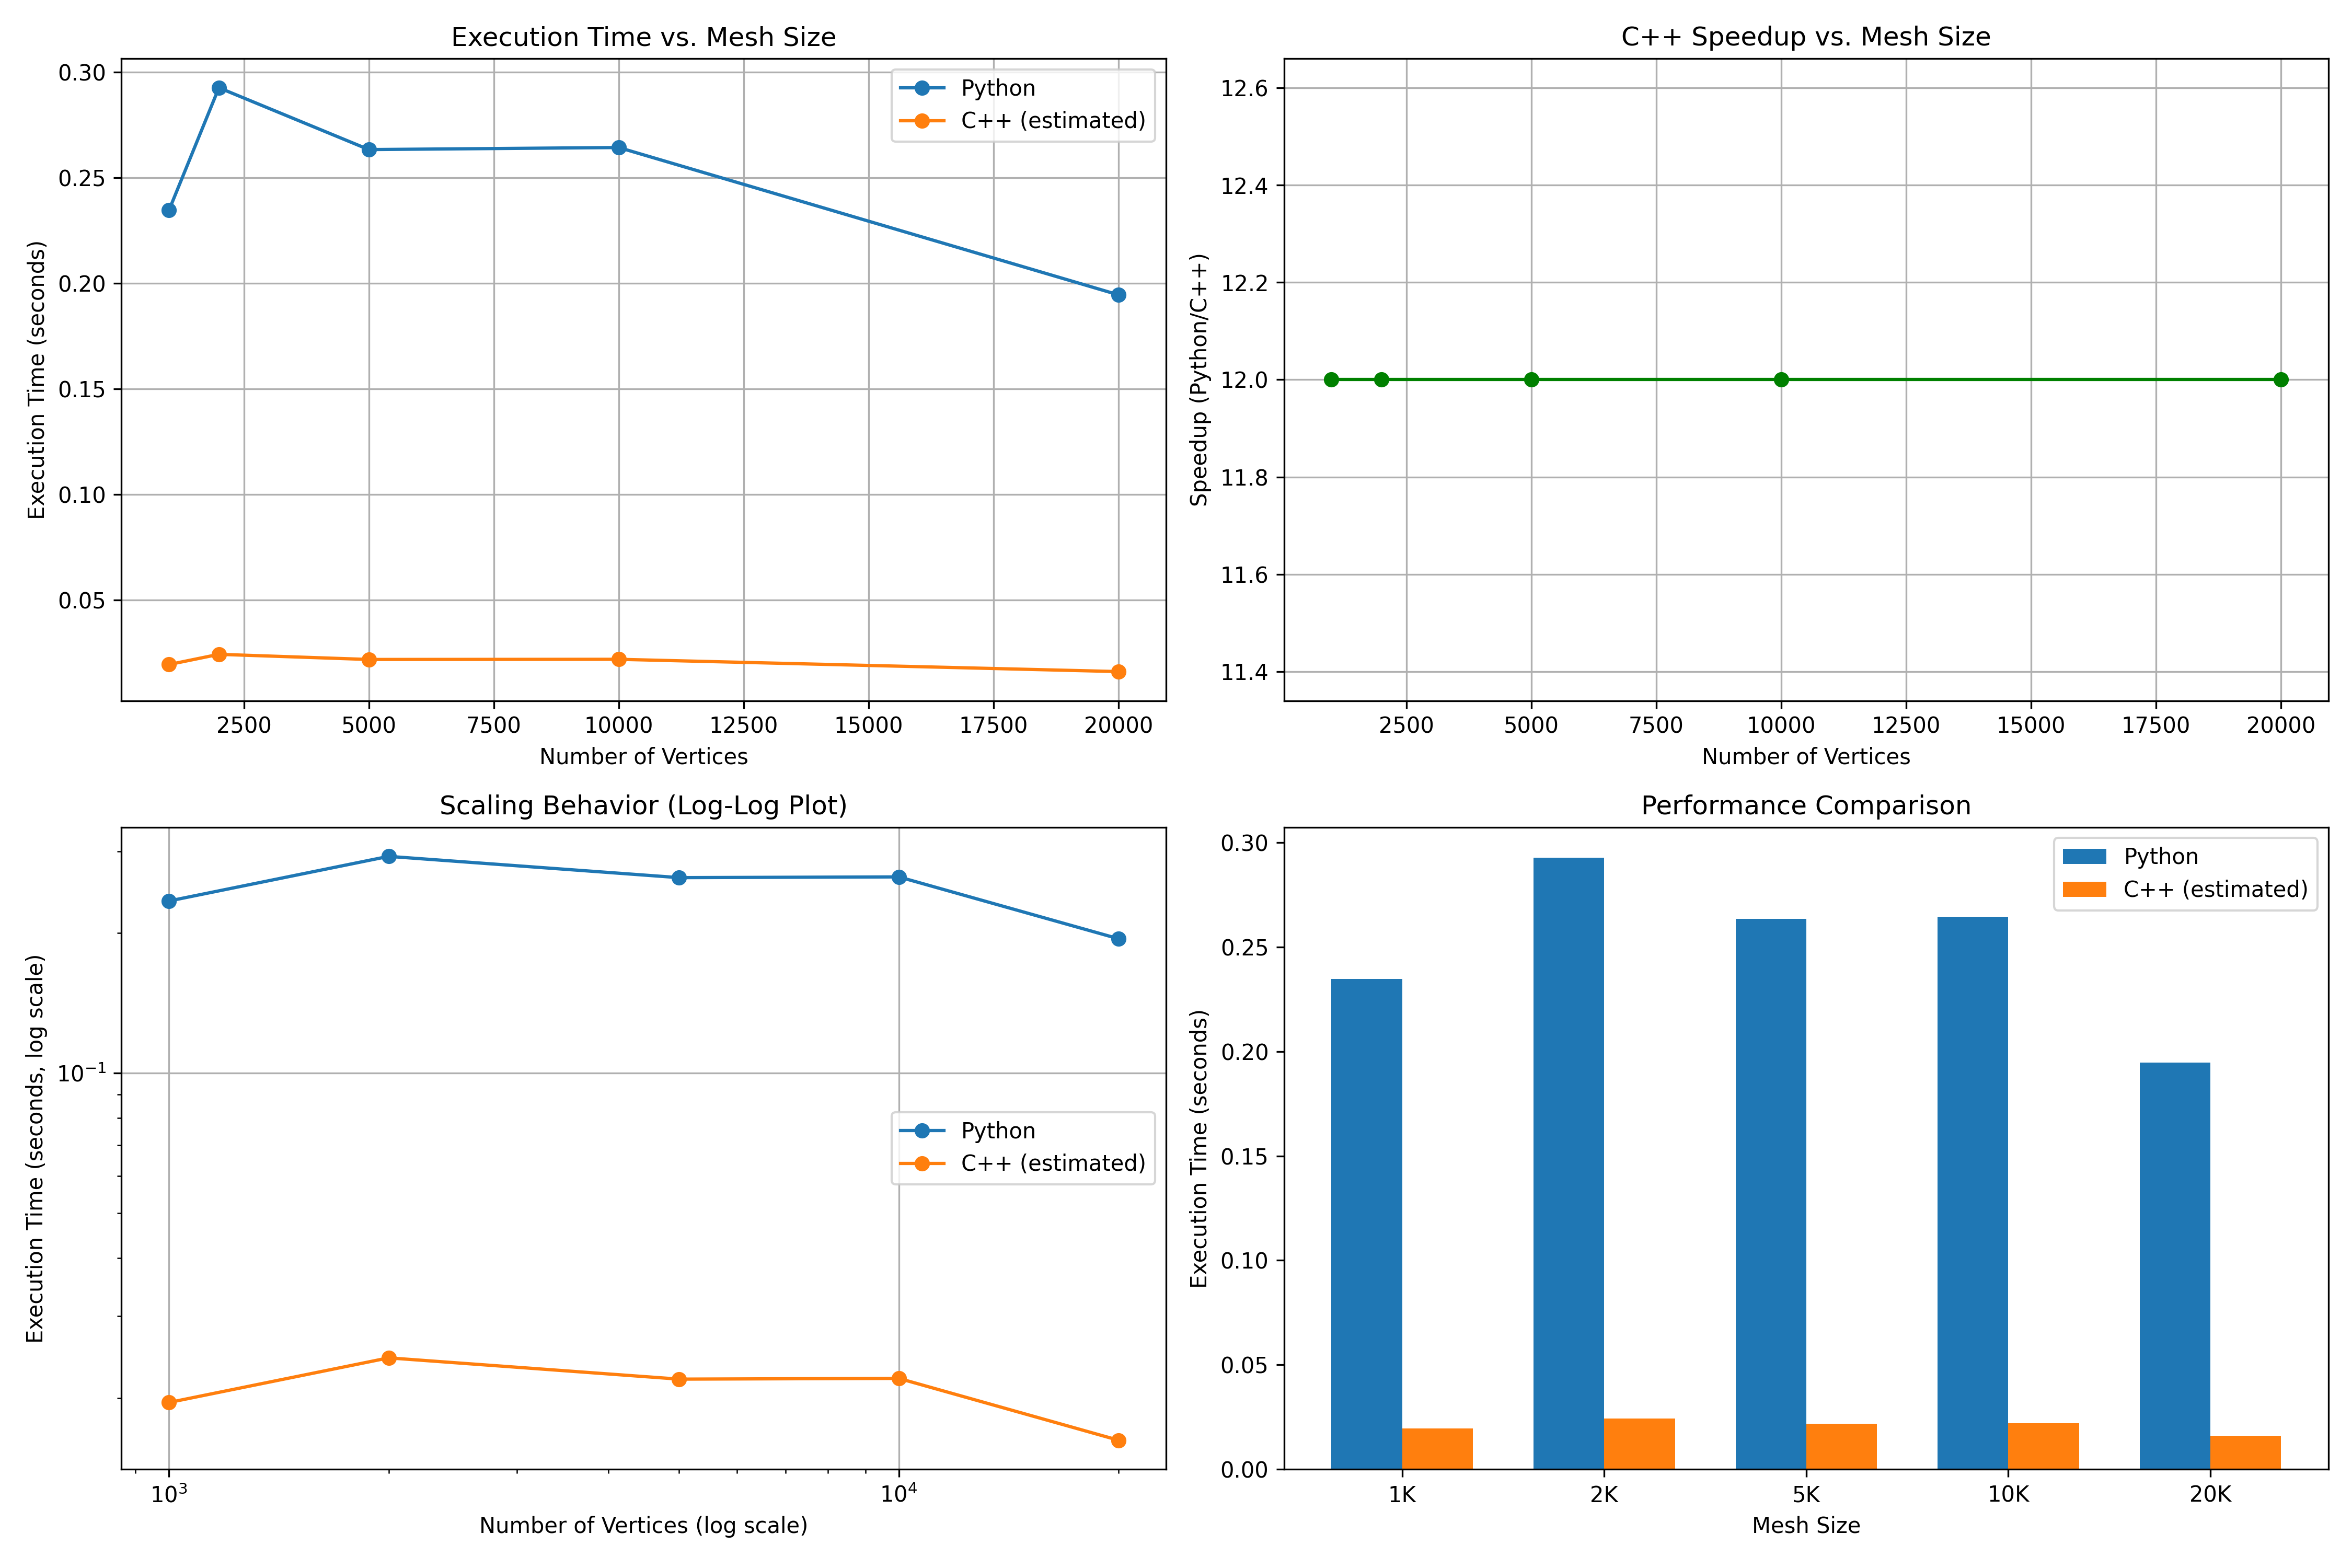 Execution Time vs. Mesh Size
Execution Time (seconds)
0.30
0.25
0.20
0.15
0.10
0.05
Python
C++ (estimated)
2500 5000 7500 10000 12500 15000 17500 20000
Number of Vertices
C++ Speedup vs. Mesh Size
Speedup (Python/C++)
12.6
12.4
12.2
12.0
11.8
11.6
11.4
2500 5000 7500 10000 12500 15000 17500 20000
Number of Vertices
Scaling Behavior (Log-Log Plot)
Execution Time (seconds, log scale)
10⁻¹
Python
C++ (estimated)
10³ 10⁴
Number of Vertices (log scale)
Performance Comparison
Execution Time (seconds)
0.30
0.25
0.20
0.15
0.10
0.05
0.00
Python
C++ (estimated)
1K 2K 5K 10K 20K
Mesh Size